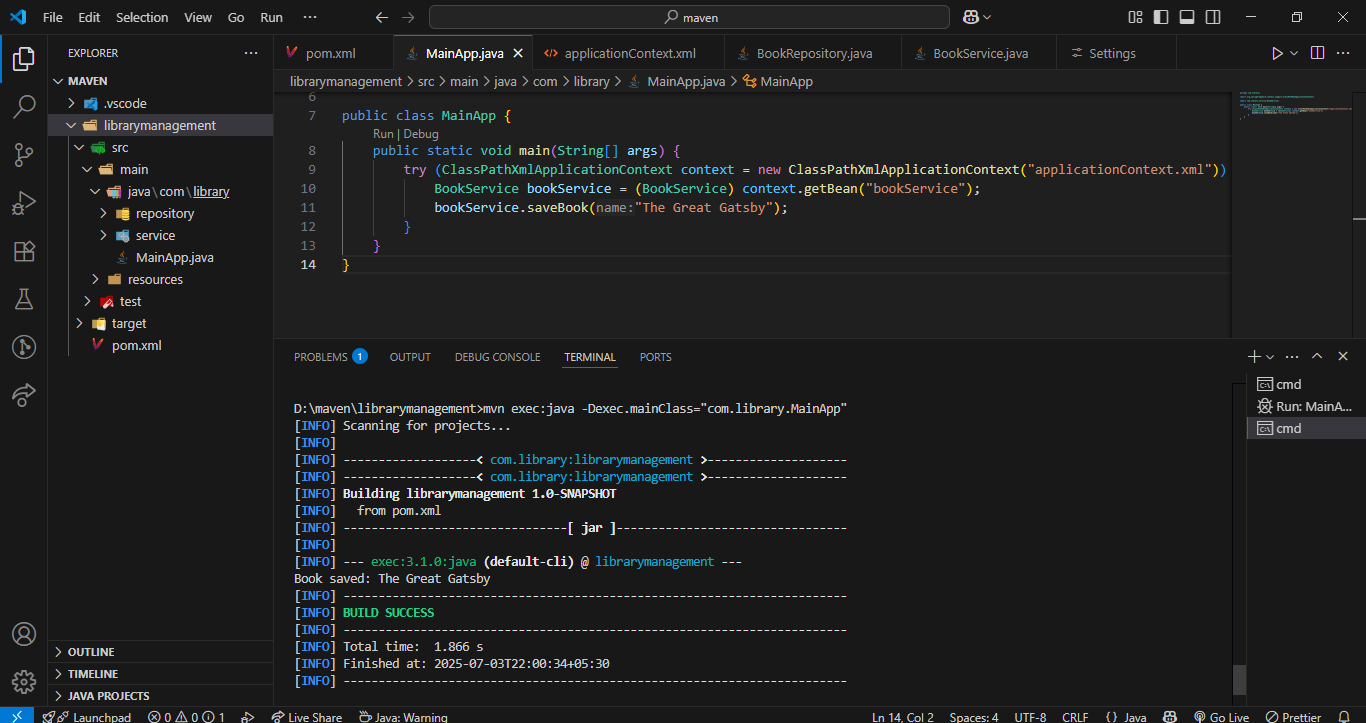 File Edit Selection View Go Run ··· maven
EXPLORER ···
MAVEN
.vscode
librarymanagement
src
main
java\com\library
repository
service
MainApp.java
resources
test
target
pom.xml
OUTLINE
TIMELINE
JAVA PROJECTS
pom.xml MainApp.java applicationContext.xml BookRepository.java BookService.java Settings
librarymanagement > src > main > java > com > library > MainApp.java > MainApp
6
7 public class MainApp {
Run | Debug
8 public static void main(String[] args) {
9 try (ClassPathXmlApplicationContext context = new ClassPathXmlApplicationContext("applicationContext.xml"))
10 BookService bookService = (BookService) context.getBean("bookService");
11 bookService.saveBook(name:"The Great Gatsby");
12 }
13 }
14 }
PROBLEMS 1 OUTPUT DEBUG CONSOLE TERMINAL PORTS
cmd
Run: MainA...
cmd
D:\maven\librarymanagement>mvn exec:java -Dexec.mainClass="com.library.MainApp"
[INFO] Scanning for projects...
[INFO]
[INFO] -------------------< com.library:librarymanagement >--------------------
[INFO] -------------------< com.library:librarymanagement >--------------------
[INFO] Building librarymanagement 1.0-SNAPSHOT
[INFO]   from pom.xml
[INFO] --------------------------------[ jar ]---------------------------------
[INFO]
[INFO] --- exec:3.1.0:java (default-cli) @ librarymanagement ---
Book saved: The Great Gatsby
[INFO] ------------------------------------------------------------------------
[INFO] BUILD SUCCESS
[INFO] ------------------------------------------------------------------------
[INFO] Total time:  1.866 s
[INFO] Finished at: 2025-07-03T22:00:34+05:30
[INFO] ------------------------------------------------------------------------
Launchpad 0 0 1 Live Share Java: Warning Ln 14, Col 2 Spaces: 4 UTF-8 CRLF {} Java Go Live Prettier